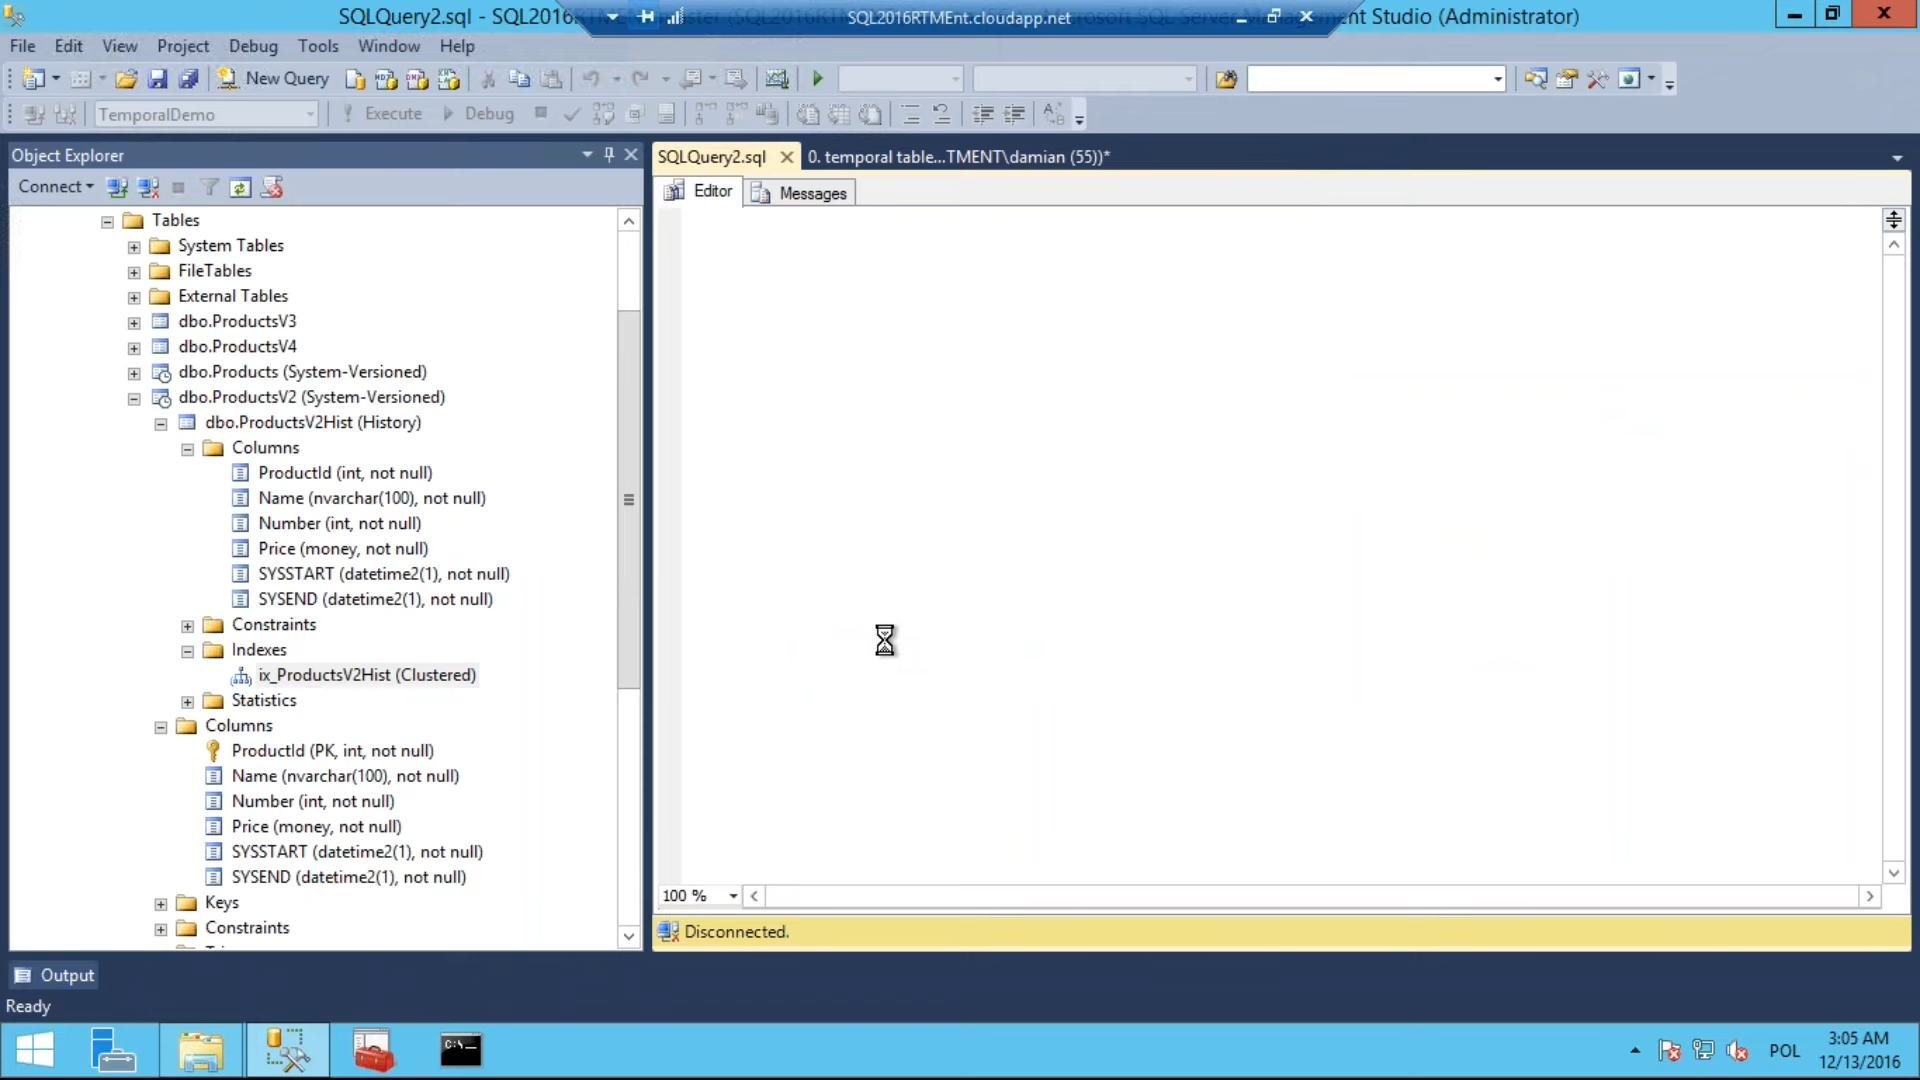 SQLQuery2.sql - SQL2016RTME
SQL2016RTMEnt.cloudapp.net
Microsoft SQL Server Management Studio (Administrator)
File Edit View Project Debug Tools Window Help
New Query
TemporalDemo
Execute
Debug
Object Explorer
SQLQuery2.sql
0. temporal table...TMENT\damian (55))*
Connect
Editor
Messages
Tables
System Tables
FileTables
External Tables
dbo.ProductsV3
dbo.ProductsV4
dbo.Products (System-Versioned)
dbo.ProductsV2 (System-Versioned)
dbo.ProductsV2Hist (History)
Columns
ProductId (int, not null)
Name (nvarchar(100), not null)
Number (int, not null)
Price (money, not null)
SYSSTART (datetime2(1), not null)
SYSEND (datetime2(1), not null)
Constraints
Indexes
ix_ProductsV2Hist (Clustered)
Statistics
Columns
ProductId (PK, int, not null)
Name (nvarchar(100), not null)
Number (int, not null)
Price (money, not null)
SYSSTART (datetime2(1), not null)
SYSEND (datetime2(1), not null)
Keys
Constraints
100 %
Disconnected.
Output
Ready
C:\_
POL
3:05 AM
12/13/2016